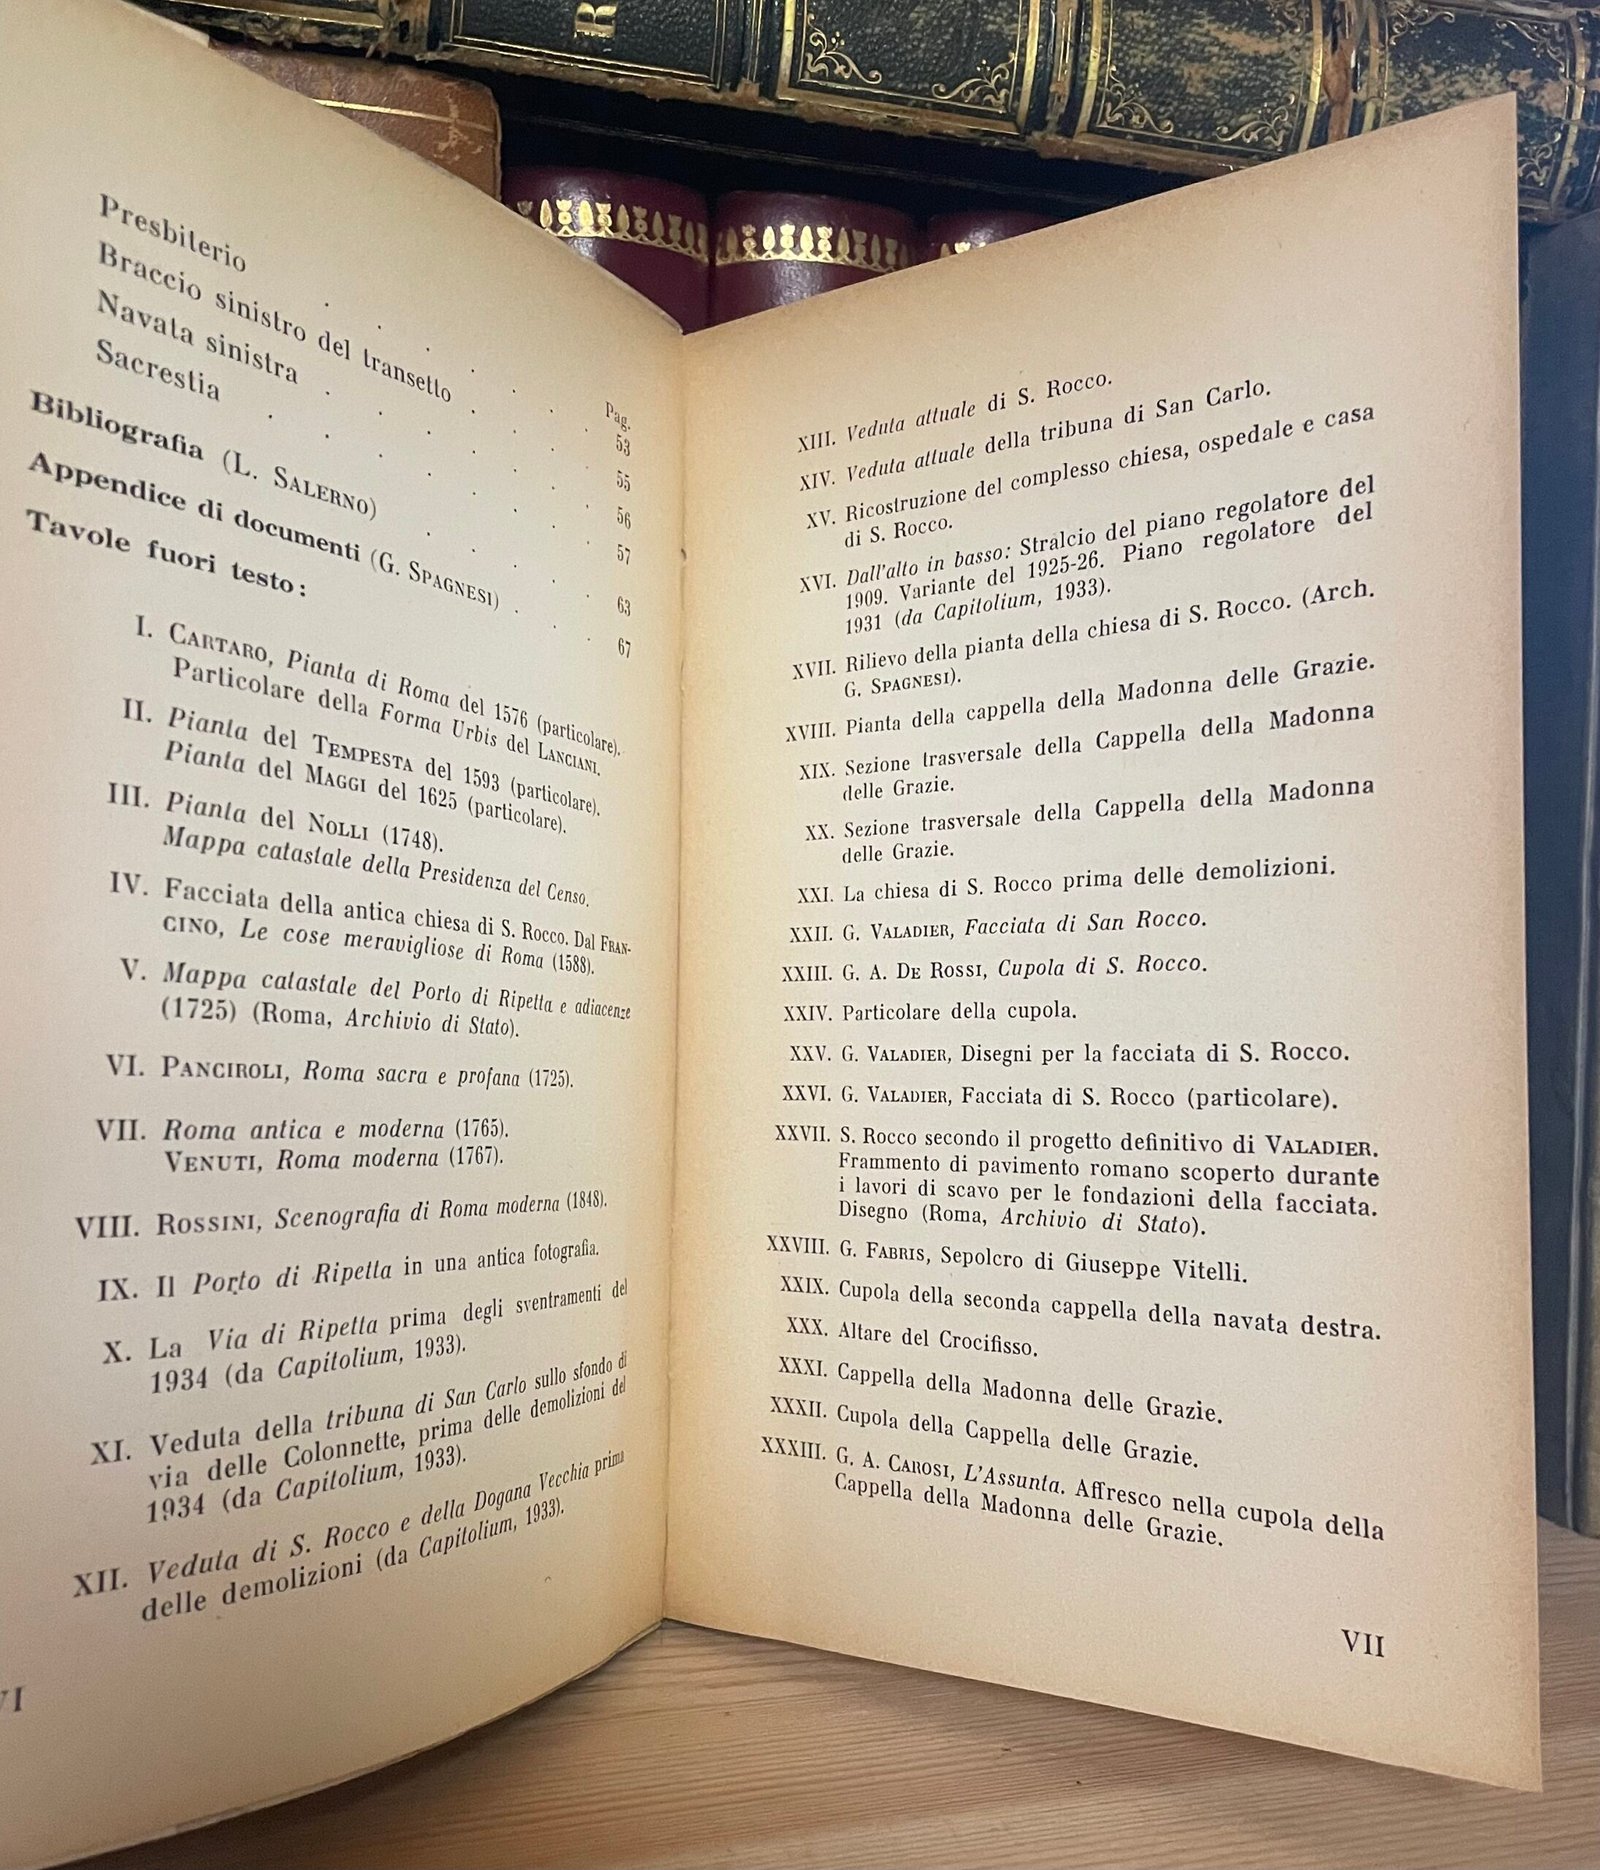 R
Pag.
Presbiterio . . . . . . 53
Braccio sinistro del transetto . . . 55
Navata sinistra . . . . . . 56
Sacrestia . . . . . . 57
Bibliografia (L. SALERNO) . . . . 63
Appendice di documenti (G. SPAGNESI) . . . 67
Tavole fuori testo:
I. CARTARO, Pianta di Roma del 1576 (particolare).
Particolare della Forma Urbis del LANCIANI.
II. Pianta del TEMPESTA del 1593 (particolare).
Pianta del MAGGI del 1625 (particolare).
III. Pianta del NOLLI (1748).
Mappa catastale della Presidenza del Censo.
IV. Facciata della antica chiesa di S. Rocco. Dal FRAN-
CINO, Le cose meravigliose di Roma (1588).
V. Mappa catastale del Porto di Ripetta e adiacenze
(1725) (Roma, Archivio di Stato).
VI. PANCIROLI, Roma sacra e profana (1725).
VII. Roma antica e moderna (1765).
VENUTI, Roma moderna (1767).
VIII. ROSSINI, Scenografia di Roma moderna (1848).
IX. Il Porto di Ripetta in una antica fotografia.
X. La Via di Ripetta prima degli sventramenti del
1934 (da Capitolium, 1933).
XI. Veduta della tribuna di San Carlo sullo sfondo di
via delle Colonnette, prima delle demolizioni del
1934 (da Capitolium, 1933).
XII. Veduta di S. Rocco e della Dogana Vecchia prima
delle demolizioni (da Capitolium, 1933).
VI
XIII. Veduta attuale di S. Rocco.
XIV. Veduta attuale della tribuna di San Carlo.
XV. Ricostruzione del complesso chiesa, ospedale e casa
di S. Rocco.
XVI. Dall'alto in basso: Stralcio del piano regolatore del
1909. Variante del 1925-26. Piano regolatore del
1931 (da Capitolium, 1933).
XVII. Rilievo della pianta della chiesa di S. Rocco. (Arch.
G. SPAGNESI).
XVIII. Pianta della cappella della Madonna delle Grazie.
XIX. Sezione trasversale della Cappella della Madonna
delle Grazie.
XX. Sezione trasversale della Cappella della Madonna
delle Grazie.
XXI. La chiesa di S. Rocco prima delle demolizioni.
XXII. G. VALADIER, Facciata di San Rocco.
XXIII. G. A. DE ROSSI, Cupola di S. Rocco.
XXIV. Particolare della cupola.
XXV. G. VALADIER, Disegni per la facciata di S. Rocco.
XXVI. G. VALADIER, Facciata di S. Rocco (particolare).
XXVII. S. Rocco secondo il progetto definitivo di VALADIER.
Frammento di pavimento romano scoperto durante
i lavori di scavo per le fondazioni della facciata.
Disegno (Roma, Archivio di Stato).
XXVIII. G. FABRIS, Sepolcro di Giuseppe Vitelli.
XXIX. Cupola della seconda cappella della navata destra.
XXX. Altare del Crocifisso.
XXXI. Cappella della Madonna delle Grazie.
XXXII. Cupola della Cappella delle Grazie.
XXXIII. G. A. CAROSI, L'Assunta. Affresco nella cupola della
Cappella della Madonna delle Grazie.
VII